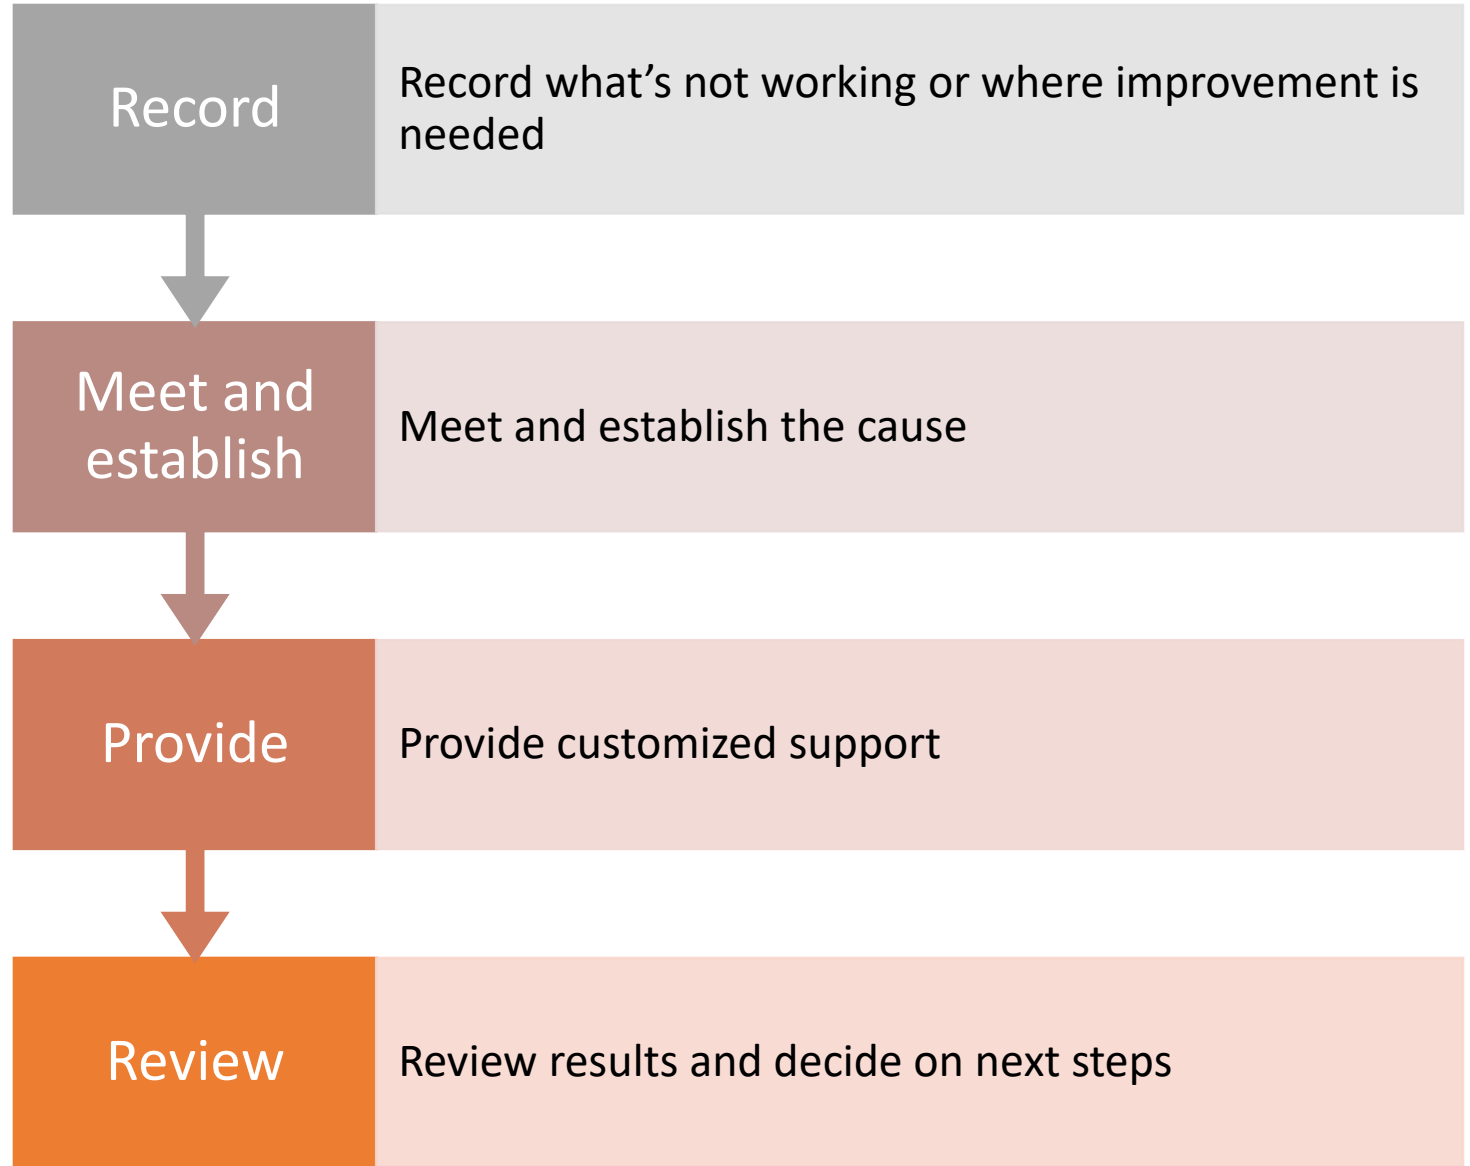 Record
Record what’s not working or where improvement is
needed
Meet and
establish
Meet and establish the cause
Provide
Provide customized support
Review
Review results and decide on next steps